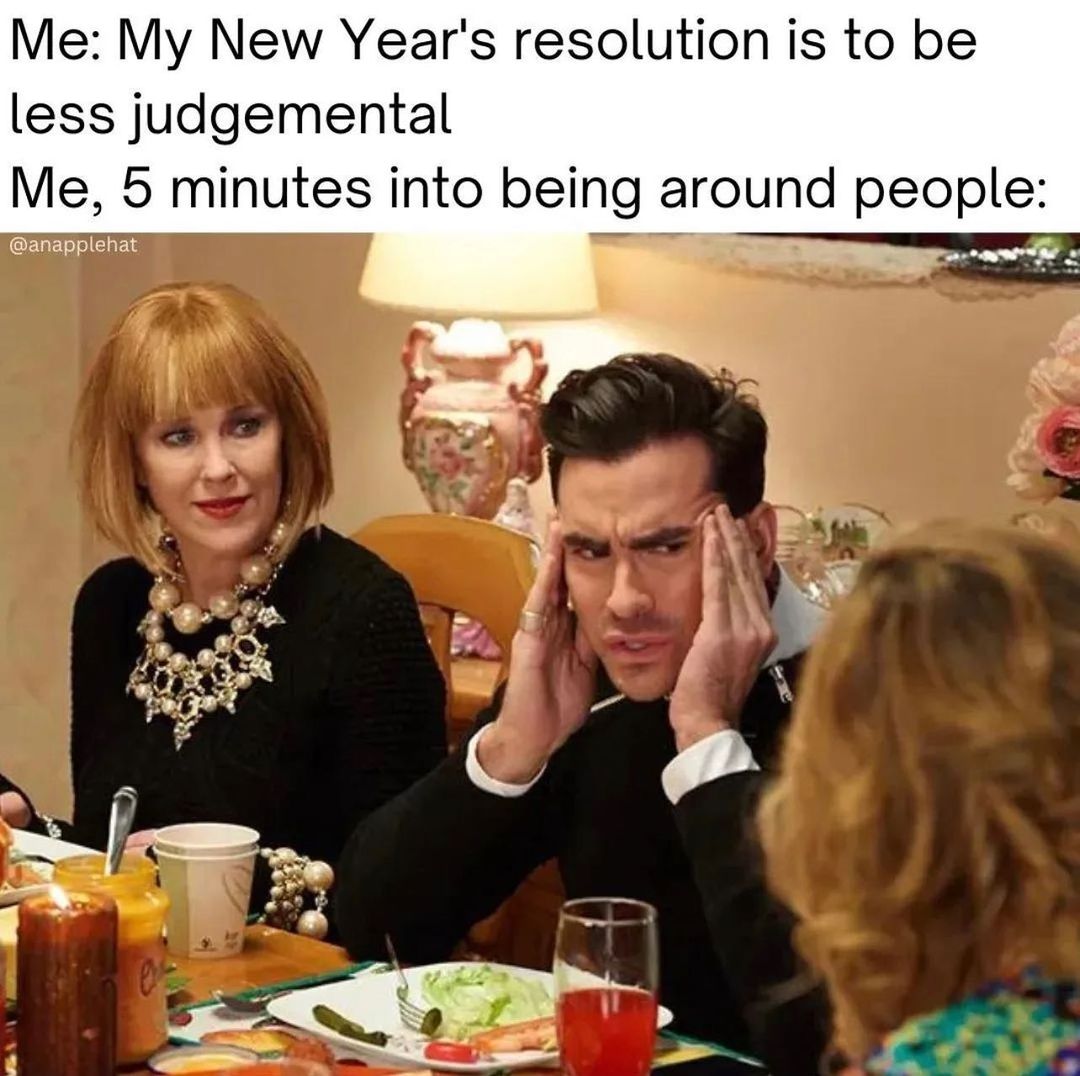 Me: My New Year's resolution is to be
less judgemental
Me, 5 minutes into being around people:
@anapplehat